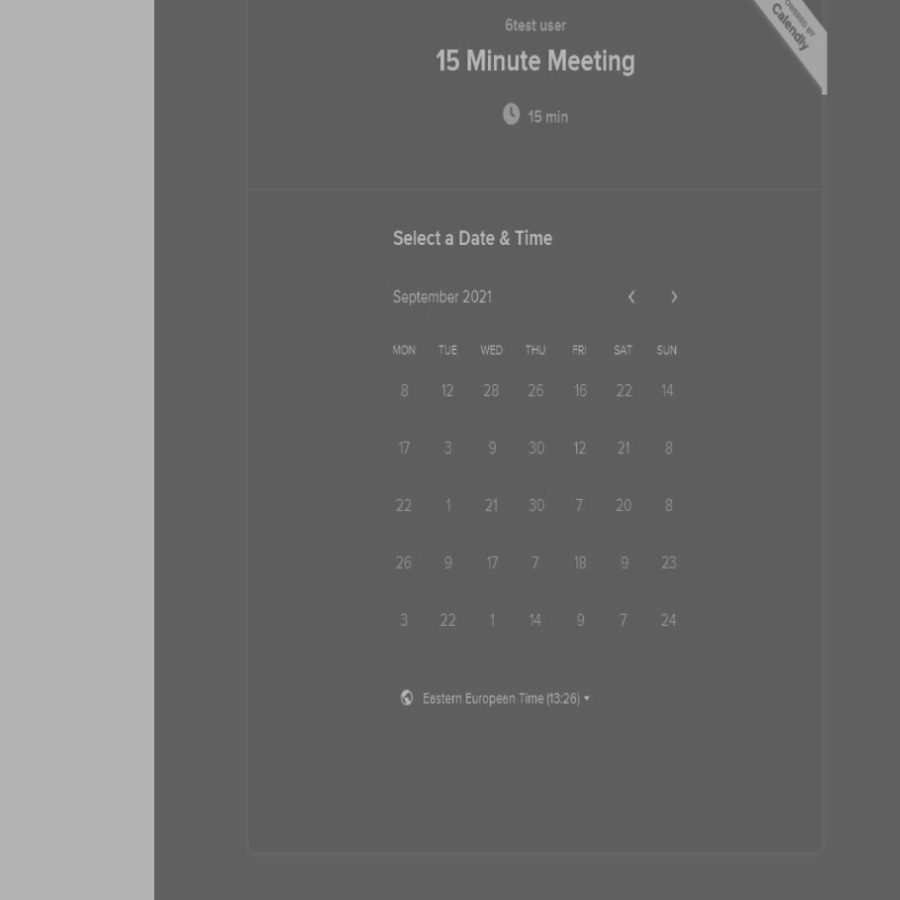 6test user
POWERED BY
Calendly
15 Minute Meeting
15 min
Select a Date & Time
September 2021
MON TUE WED THU FRI SAT SUN
8 12 28 26 16 22 14
17 3 9 30 12 21 8
22 1 21 30 7 20 8
26 9 17 7 18 9 23
3 22 1 14 9 7 24
Eastern European Time (13:26)